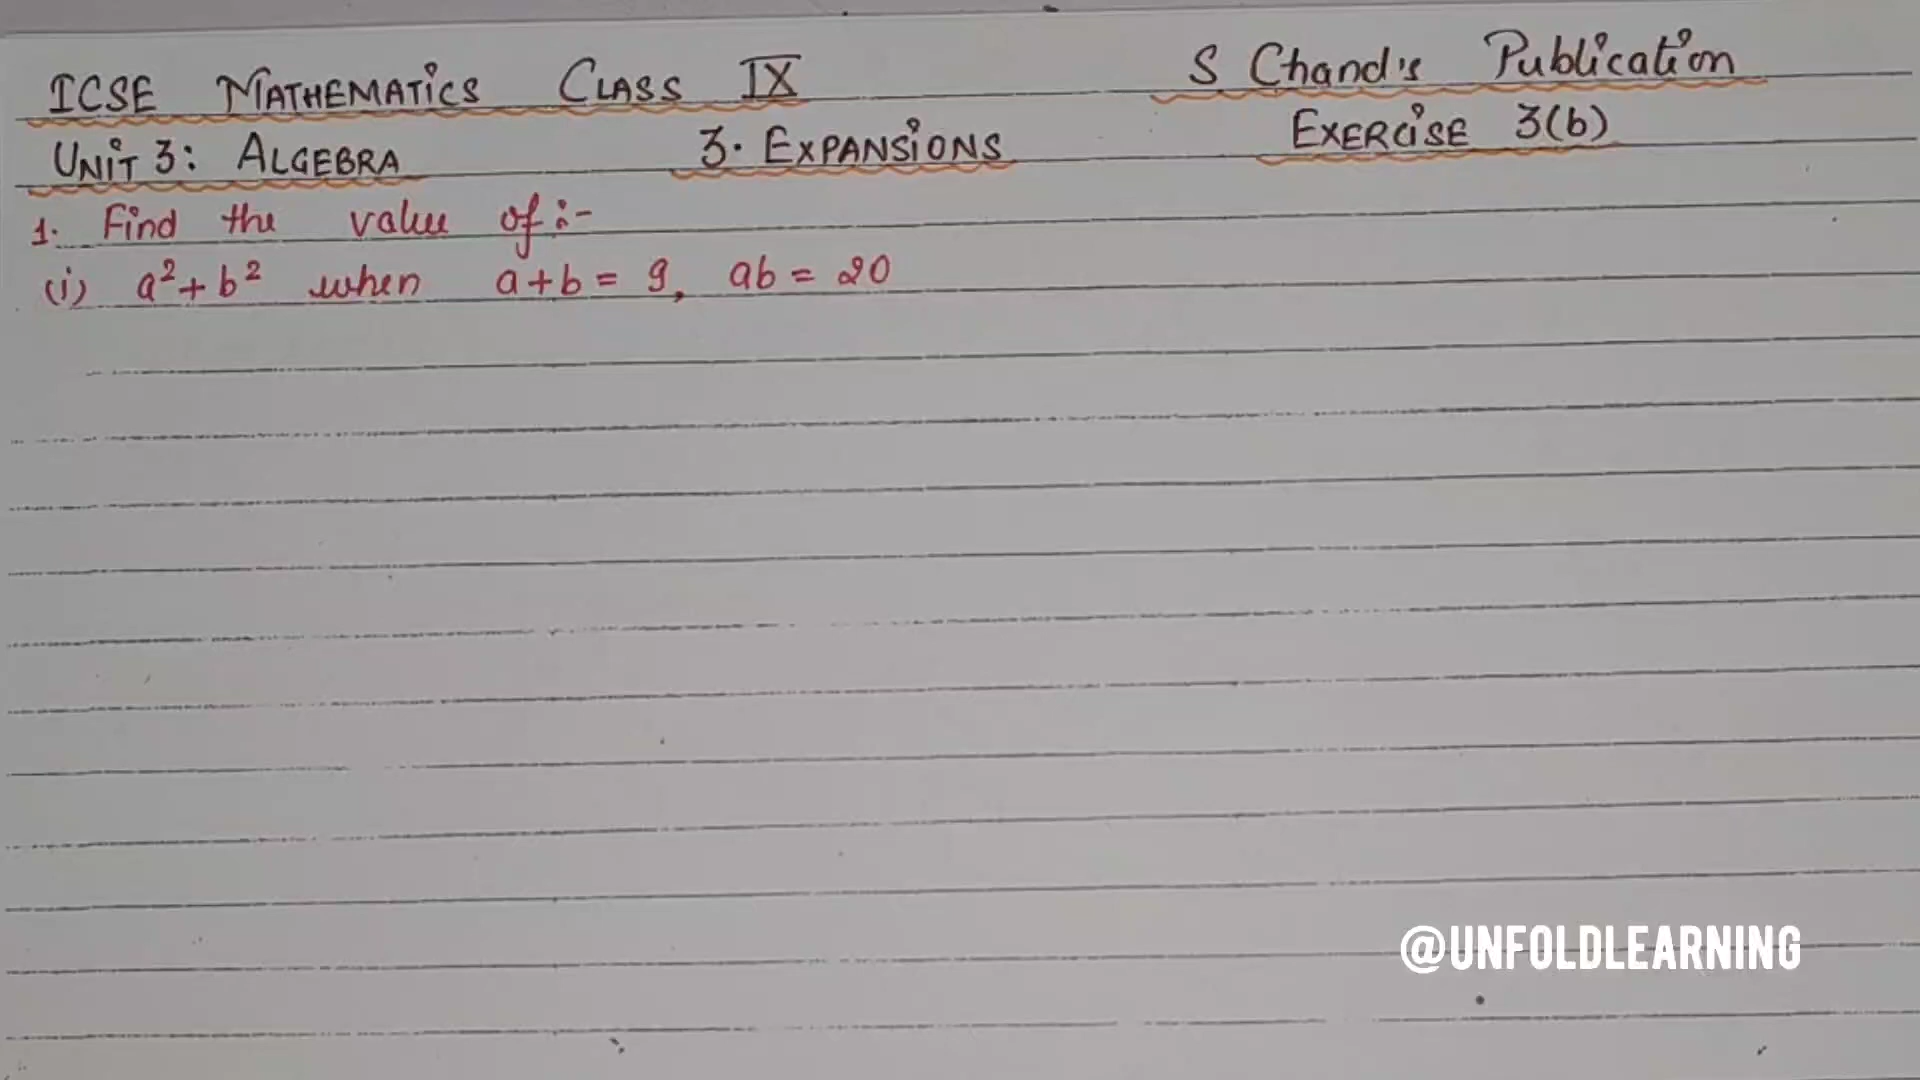 ICSE MATHEMATICS CLASS IX S Chand's Publication
UNIT 3: ALGEBRA 3. EXPANSIONS EXERCISE 3(b)
1. Find the value of :-
(i) a² + b² when a + b = 9, ab = 20
@UNFOLDLEARNING